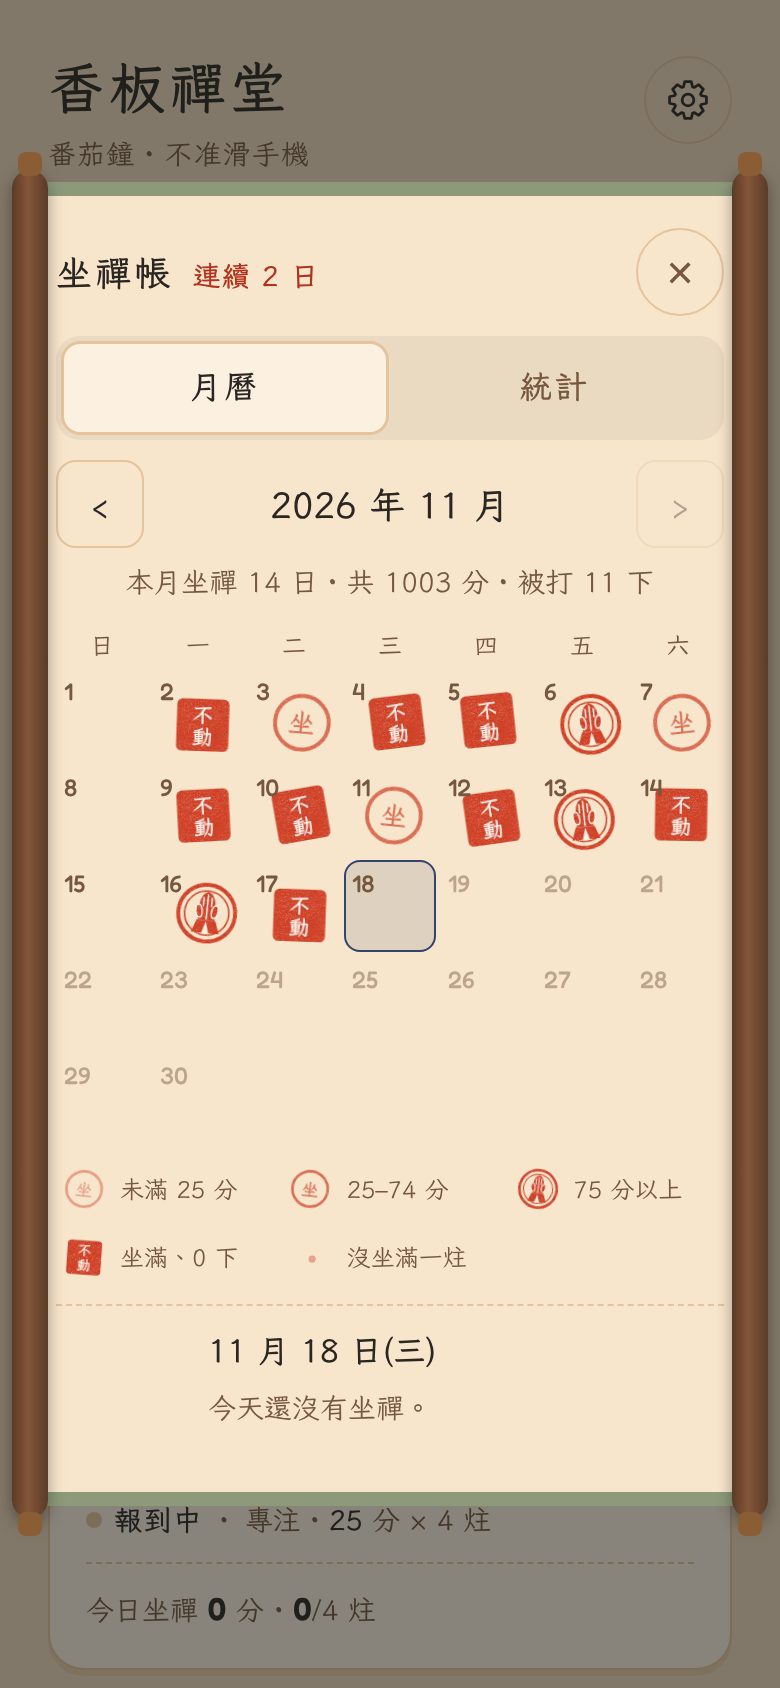 香板禪堂
番茄鐘・不准滑手機
坐禪帳 連續 2 日
×
月曆 統計
< 2026 年 11 月 >
本月坐禪 14 日・共 1003 分・被打 11 下
日 一 二 三 四 五 六
1 2 不動 3 坐 4 不動 5 不動 6 7 坐
8 9 不動 10 不動 11 坐 12 不動 13 14 不動
15 16 17 不動 18 19 20 21
22 23 24 25 26 27 28
29 30
坐 未滿 25 分 坐 25–74 分 75 分以上
不動 坐滿、0 下 沒坐滿一炷
11 月 18 日(三)
今天還沒有坐禪。
報到中 ・ 專注・25 分 × 4 炷
今日坐禪 0 分・0/4 炷